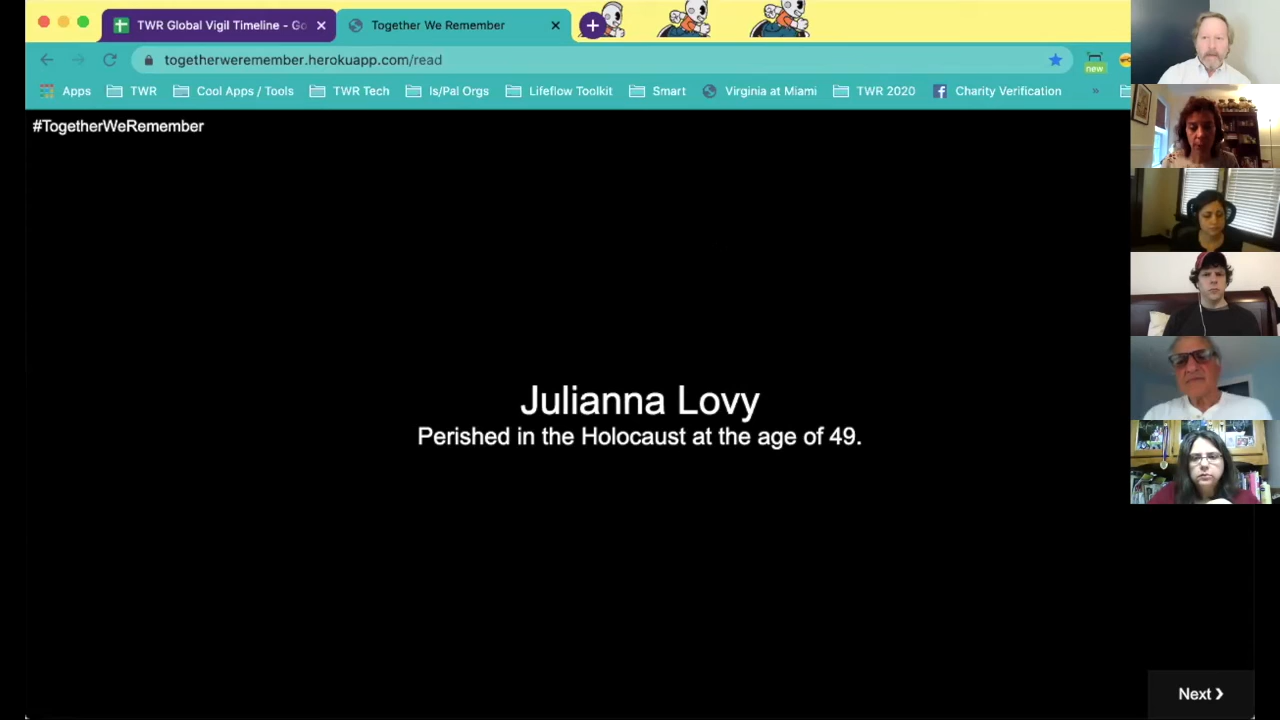 TWR Global Vigil Timeline - Go
Together We Remember
togetherweremember.herokuapp.com/read
new
Apps
TWR
Cool Apps / Tools
TWR Tech
Is/Pal Orgs
Lifeflow Toolkit
Smart
Virginia at Miami
TWR 2020
Charity Verification
»
#TogetherWeRemember
Julianna Lovy
Perished in the Holocaust at the age of 49.
Next ❯